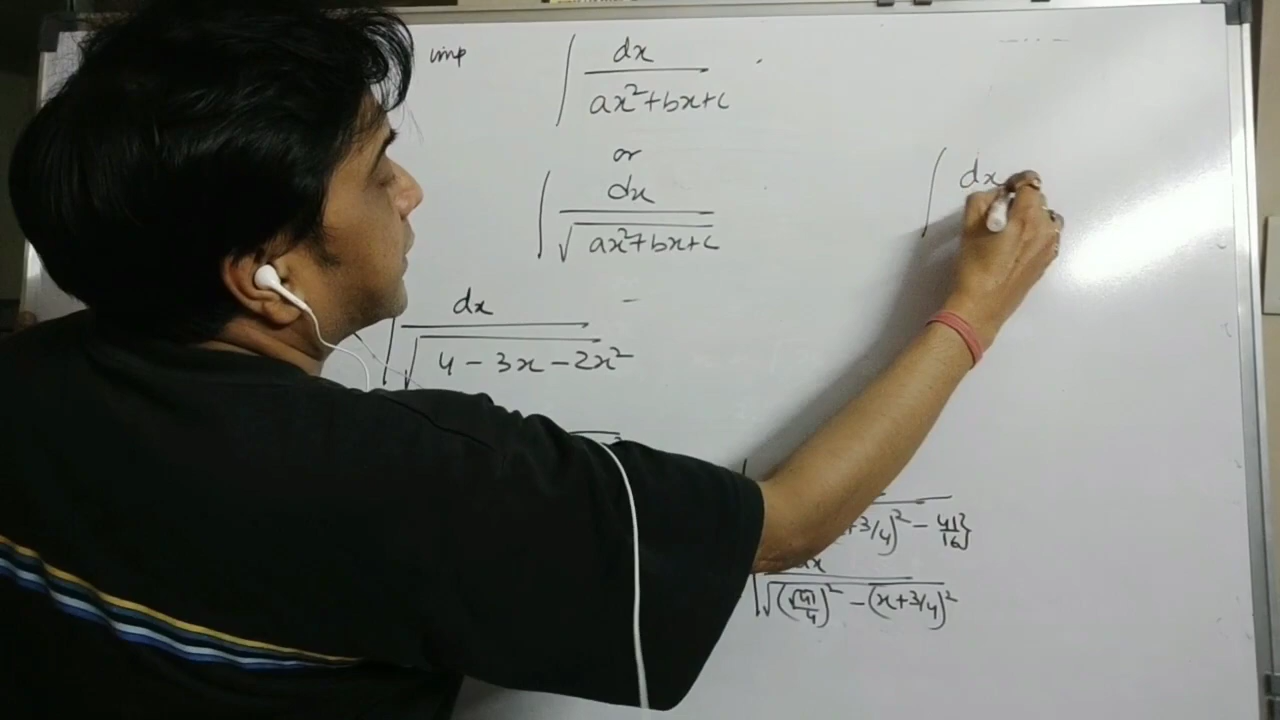 imp
∫ dx
ax²+bx+c
or
∫ dx
√ax²+bx+c
∫ dx
√4 - 3x - 2x²
∫ dx
+3/4)² - 41/16}
dx
∫ √(√41/4)² - (x+3/4)²